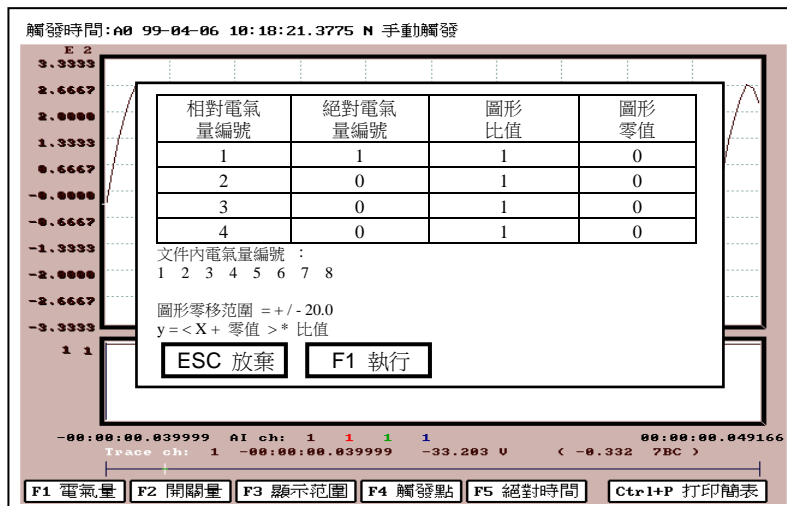 觸發時間:A0 99-04-06 10:18:21.3775 N 手動觸發
E 2
3.3333
2.6667
2.0000
1.3333
0.6667
-0.0000
-0.6667
-1.3333
-2.0000
-2.6667
-3.3333
1 1
相對電氣量編號 絕對電氣量編號 圖形比值 圖形零值
1 1 1 0
2 0 1 0
3 0 1 0
4 0 1 0
文件內電氣量編號 :
1 2 3 4 5 6 7 8
圖形零移范圍 = + / - 20.0
y = < X + 零值 > * 比值
ESC 放棄 F1 執行
-00:00:00.039999 AI ch: 1 1 1 1 00:00:00.049166
Trace ch: 1 -00:00:00.039999 -33.203 V ( -0.332 7BC )
F1 電氣量 F2 開關量 F3 顯示范圍 F4 觸發點 F5 絕對時間 Ctrl+P 打印簡表